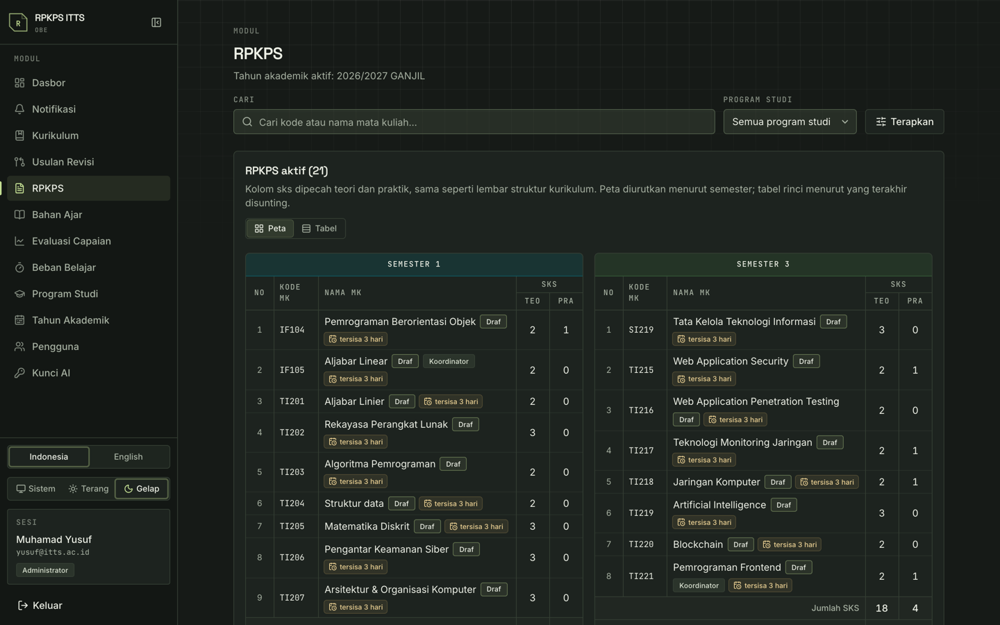 R
RPKPS ITTS
OBE
MODUL
Dasbor
Notifikasi
Kurikulum
Usulan Revisi
RPKPS
Bahan Ajar
Evaluasi Capaian
Beban Belajar
Program Studi
Tahun Akademik
Pengguna
Kunci AI
Indonesia English
Sistem Terang Gelap
SESI
Muhamad Yusuf
yusuf@itts.ac.id
Administrator
Keluar
MODUL
RPKPS
Tahun akademik aktif: 2026/2027 GANJIL
CARI
Cari kode atau nama mata kuliah...
PROGRAM STUDI
Semua program studi
Terapkan
RPKPS aktif (21)
Kolom sks dipecah teori dan praktik, sama seperti lembar struktur kurikulum. Peta diurutkan menurut semester; tabel rinci menurut yang terakhir
disunting.
Peta Tabel
SEMESTER 1
NO KODE MK NAMA MK SKS TEO PRA
1 IF104 Pemrograman Berorientasi Objek Draf 2 1
tersisa 3 hari
2 IF105 Aljabar Linear Draf Koordinator 2 0
tersisa 3 hari
3 TI201 Aljabar Linier Draf tersisa 3 hari 2 0
4 TI202 Rekayasa Perangkat Lunak Draf 3 0
tersisa 3 hari
5 TI203 Algoritma Pemrograman Draf 2 0
tersisa 3 hari
6 TI204 Struktur data Draf tersisa 3 hari 2 0
7 TI205 Matematika Diskrit Draf tersisa 3 hari 3 0
8 TI206 Pengantar Keamanan Siber Draf 3 0
tersisa 3 hari
9 TI207 Arsitektur & Organisasi Komputer Draf 3 0
tersisa 3 hari
SEMESTER 3
NO KODE MK NAMA MK SKS TEO PRA
1 SI219 Tata Kelola Teknologi Informasi Draf 3 0
tersisa 3 hari
2 TI215 Web Application Security Draf 2 1
tersisa 3 hari
3 TI216 Web Application Penetration Testing 2 0
Draf tersisa 3 hari
4 TI217 Teknologi Monitoring Jaringan Draf 2 1
tersisa 3 hari
5 TI218 Jaringan Komputer Draf tersisa 3 hari 2 1
6 TI219 Artificial Intelligence Draf 3 0
tersisa 3 hari
7 TI220 Blockchain Draf tersisa 3 hari 2 0
8 TI221 Pemrograman Frontend Draf 2 1
Koordinator tersisa 3 hari
Jumlah SKS 18 4